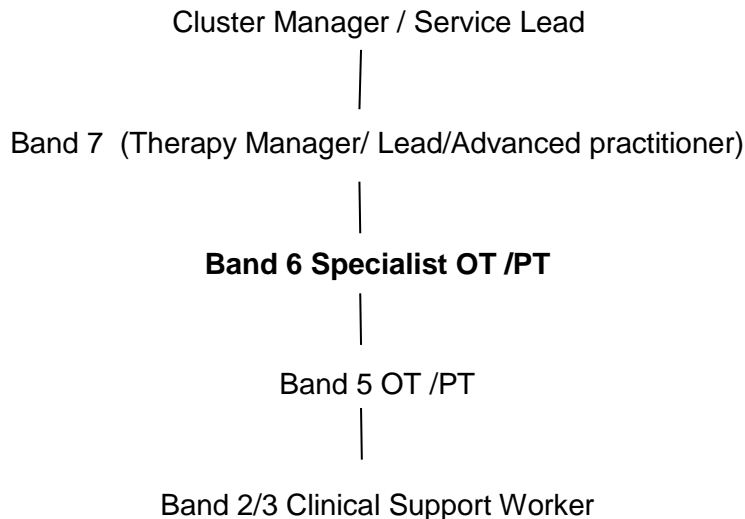 Cluster Manager / Service Lead
Band 7  (Therapy Manager/ Lead/Advanced practitioner)
Band 6 Specialist OT /PT
Band 5 OT /PT
Band 2/3 Clinical Support Worker